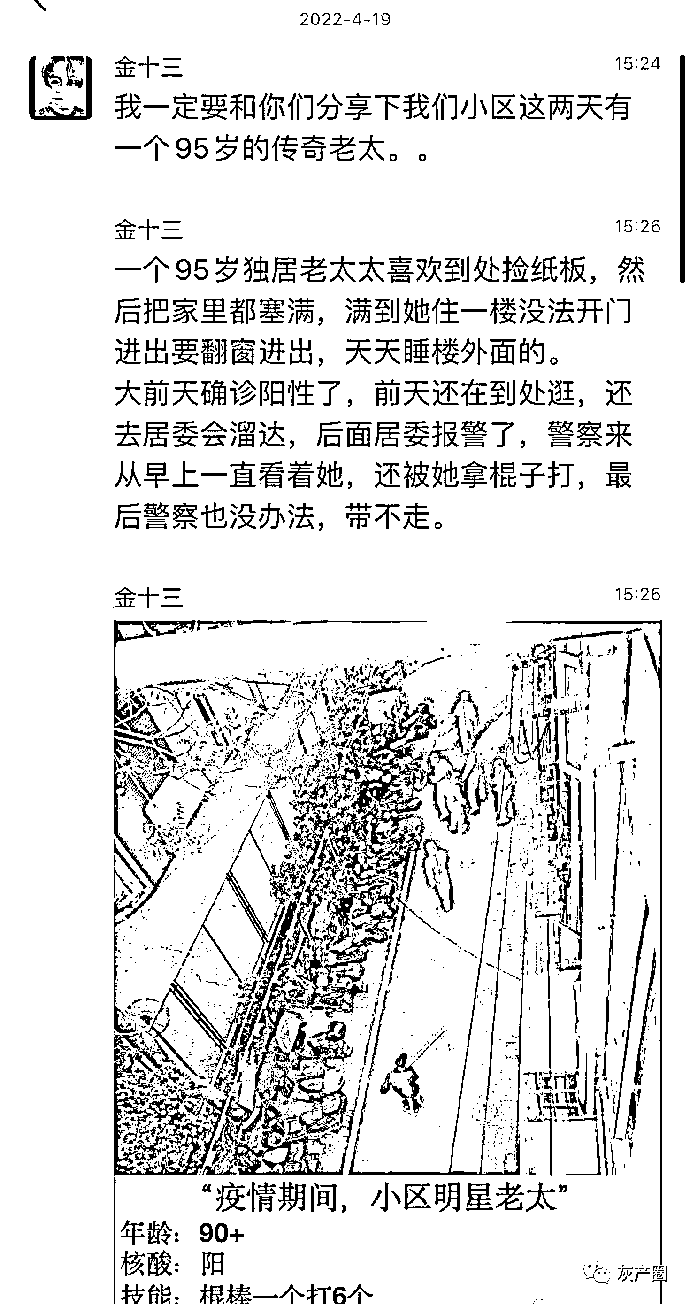 2022-4-19
金十三 15:24
我一定要和你们分享下我们小区这两天有
一个95岁的传奇老太。。
金十三 15:26
一个95岁独居老太太喜欢到处捡纸板，然
后把家里都塞满，满到她住一楼没法开门
进出要翻窗进出，天天睡楼外面的。
大前天确诊阳性了，前天还在到处逛，还
去居委会溜达，后面居委报警了，警察来
从早上一直看着她，还被她拿棍子打，最
后警察也没办法，带不走。
金十三 15:26
“疫情期间，小区明星老太”
年龄：90+
核酸：阳
技能：棍棒一个打6个
灰产圈